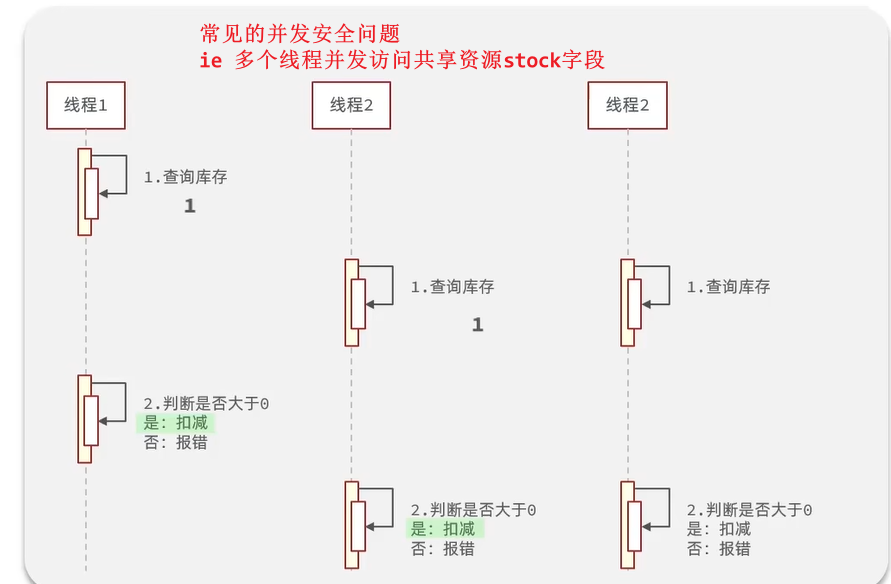 常见的并发安全问题
ie 多个线程并发访问共享资源stock字段
线程1
线程2
线程2
1.查询库存
1
1.查询库存
1
1.查询库存
2.判断是否大于0
是: 扣减
否: 报错
2.判断是否大于0
是: 扣减
否: 报错
2.判断是否大于0
是: 扣减
否: 报错